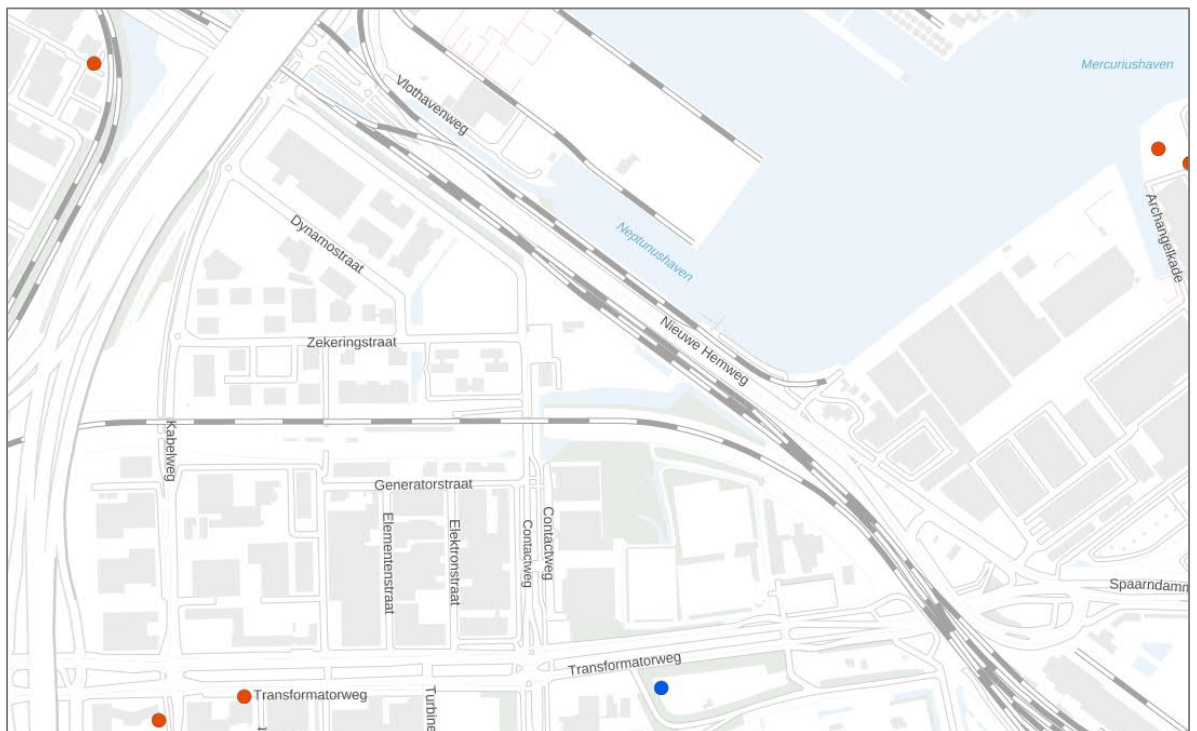 Mercuriushaven
Vlothavenweg
Archangelkade
Dynamostraat
Neptunushaven
Zekeringstraat
Nieuwe Hemweg
Kabelweg
Generatorstraat
Elementenstraat
Elektronstraat
Contactweg
Contactweg
Spaarndamm
Transformatorweg
Transformatorweg
Turbine